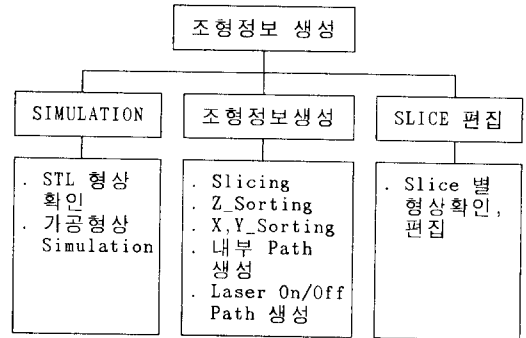 조형정보 생성
SIMULATION
조형정보생성
SLICE 편집
. STL 형상
확인
. 가공형상
Simulation
. Slicing
. Z_Sorting
. X,Y_Sorting
. 내부 Path
생성
. Laser On/Off
Path 생성
. Slice 별
형상확인,
편집